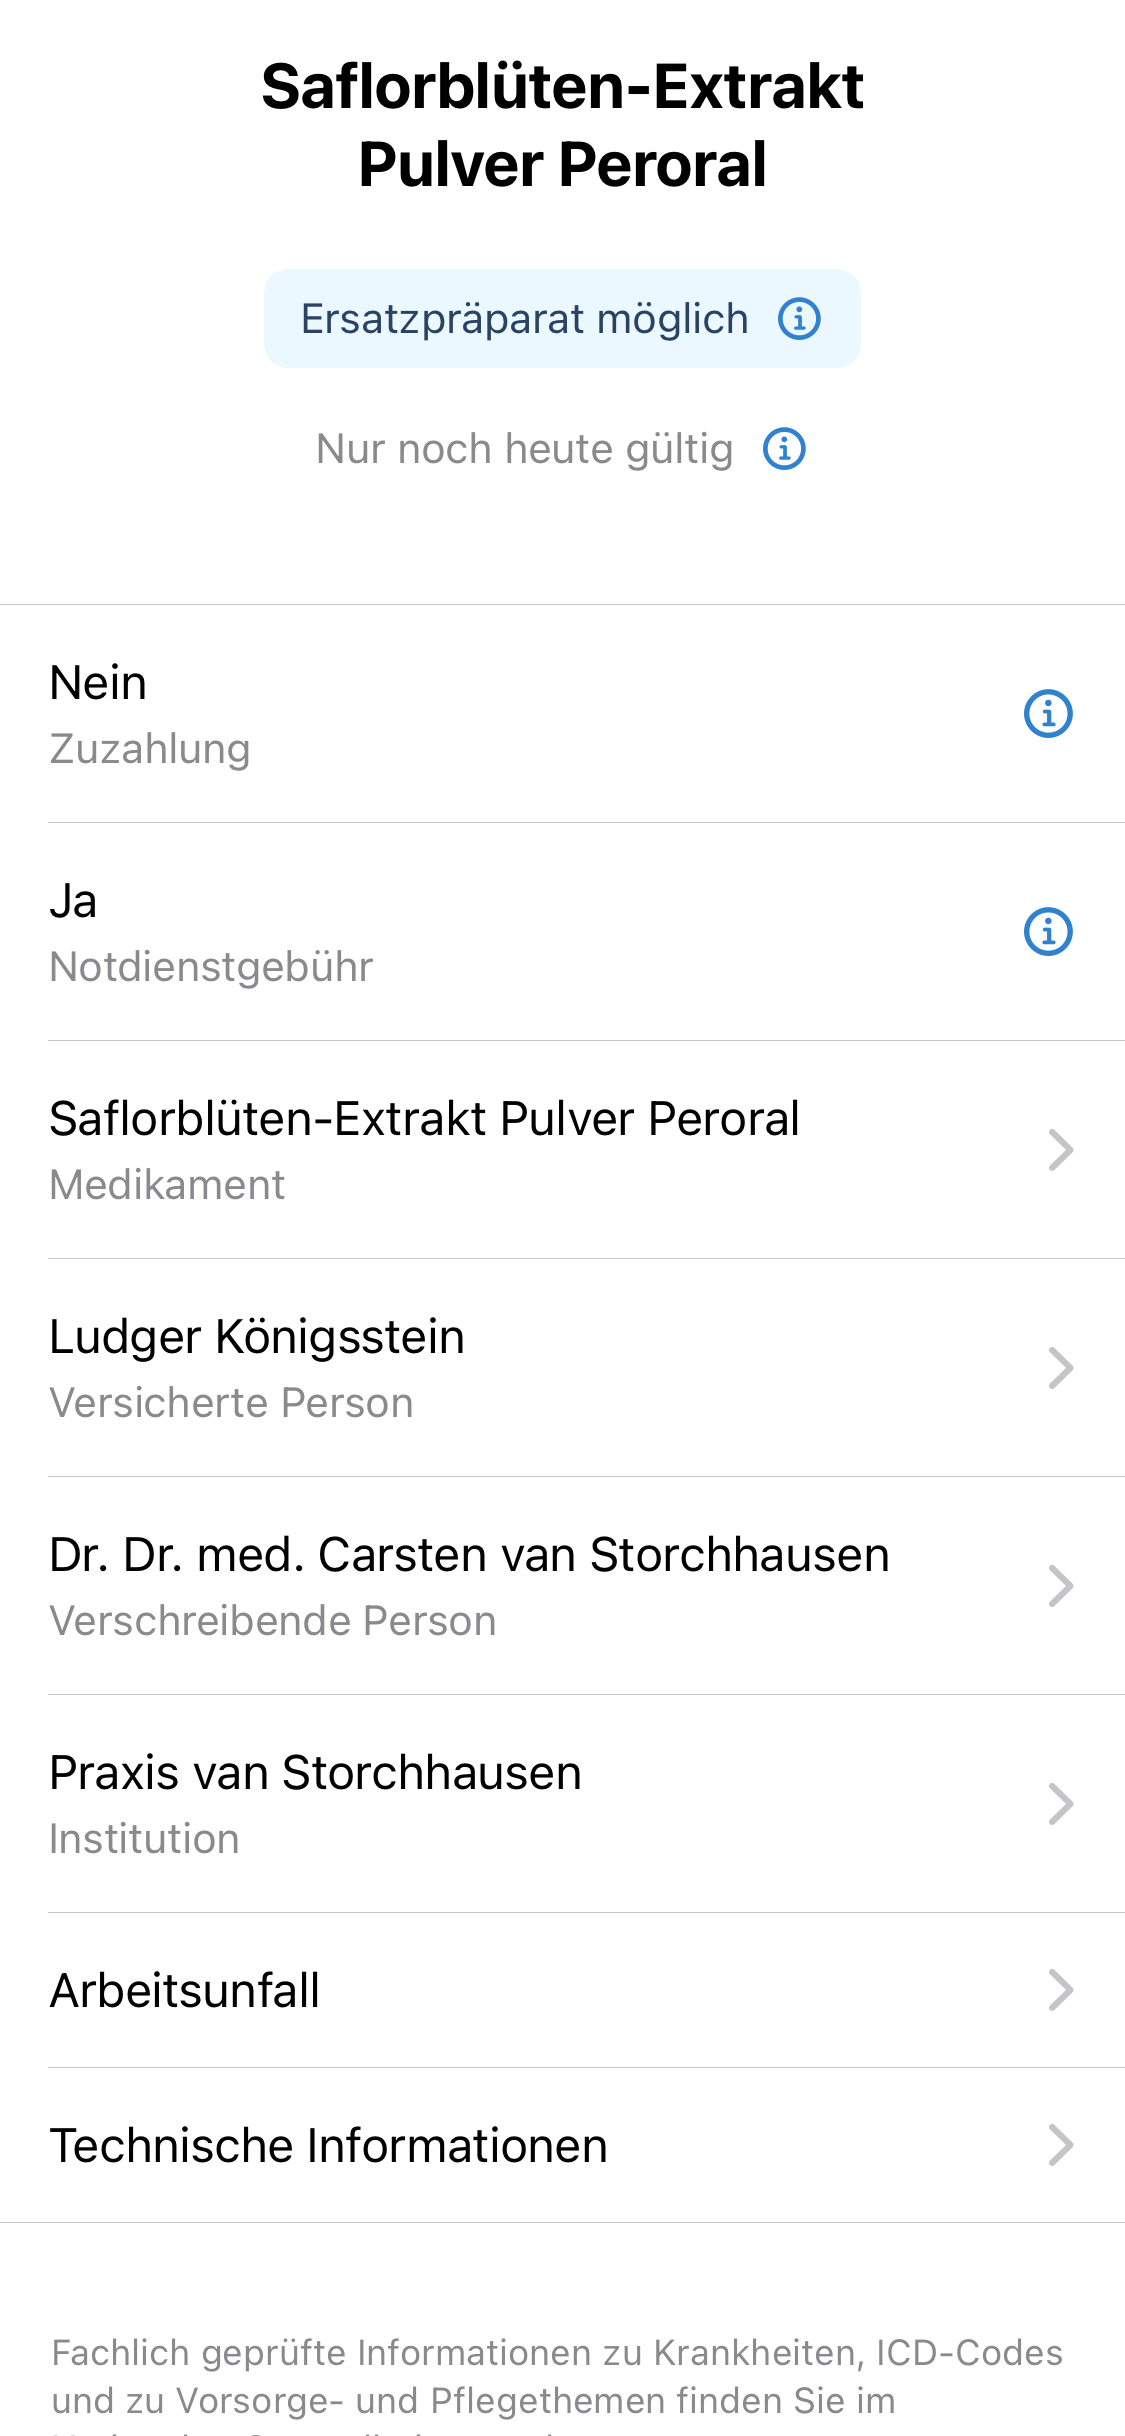 Saflorblüten-Extrakt
Pulver Peroral
Ersatzpräparat möglich
Nur noch heute gültig
Nein
Zuzahlung
Ja
Notdienstgebühr
Saflorblüten-Extrakt Pulver Peroral
Medikament
Ludger Königsstein
Versicherte Person
Dr. Dr. med. Carsten van Storchhausen
Verschreibende Person
Praxis van Storchhausen
Institution
Arbeitsunfall
Technische Informationen
Fachlich geprüfte Informationen zu Krankheiten, ICD-Codes
und zu Vorsorge- und Pflegethemen finden Sie im